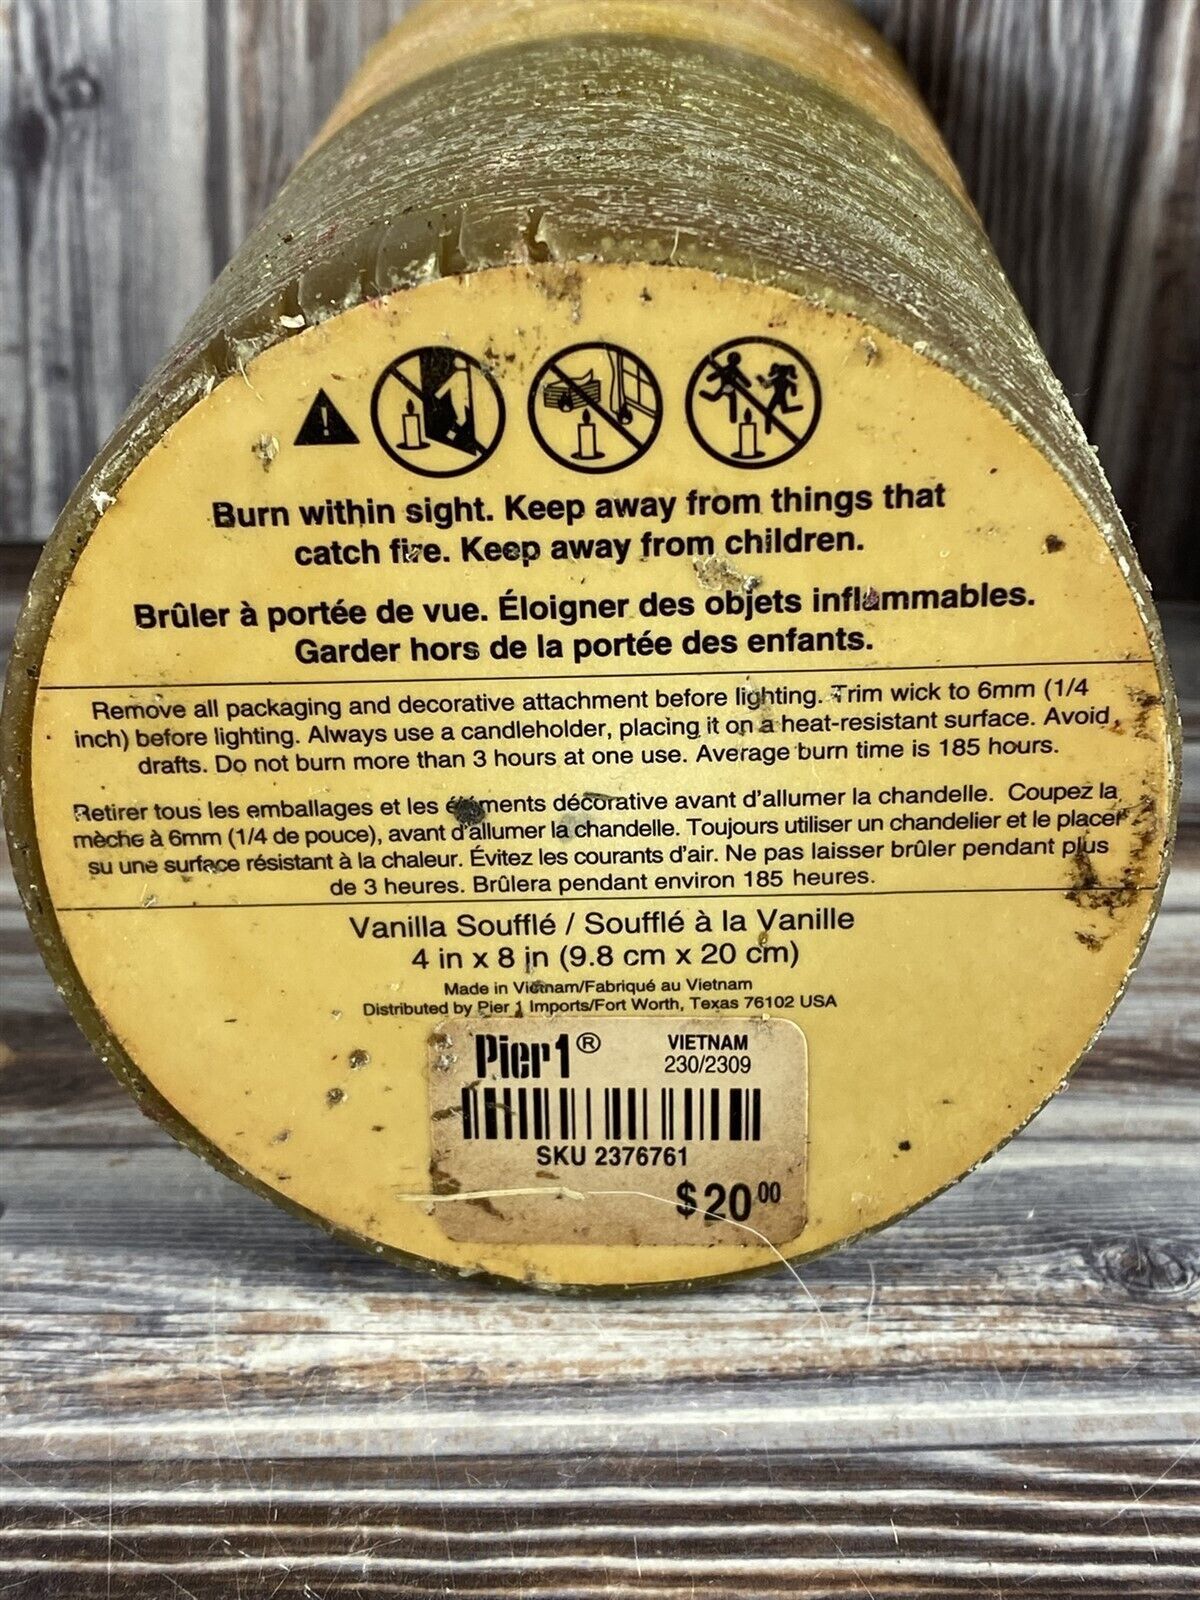 Burn within sight. Keep away from things that
catch fire. Keep away from children.
Brûler à portée de vue. Éloigner des objets inflammables.
Garder hors de la portée des enfants.
Remove all packaging and decorative attachment before lighting. Trim wick to 6mm (1/4
inch) before lighting. Always use a candleholder, placing it on a heat-resistant surface. Avoid
drafts. Do not burn more than 3 hours at one use. Average burn time is 185 hours.
Retirer tous les emballages et les éléments décorative avant d'allumer la chandelle. Coupez la
mèche à 6mm (1/4 de pouce), avant d'allumer la chandelle. Toujours utiliser un chandelier et le placer
su une surface résistant à la chaleur. Évitez les courants d'air. Ne pas laisser brûler pendant plus
de 3 heures. Brûlera pendant environ 185 heures.
Vanilla Soufflé / Soufflé à la Vanille
4 in x 8 in (9.8 cm x 20 cm)
Made in Vietnam/Fabriqué au Vietnam
Distributed by Pier 1 Imports/Fort Worth, Texas 76102 USA
Pier 1® VIETNAM
230/2309
SKU 2376761
$20.00